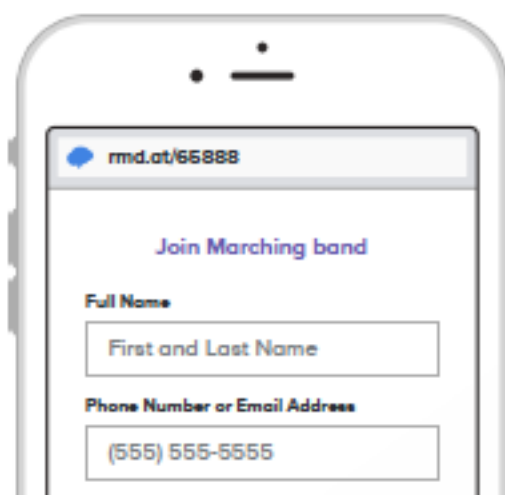 rmd.at/65888
Join Marching band
Full Name
First and Last Name
Phone Number or Email Address
(555) 555-5555